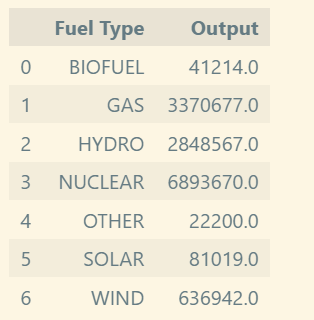 Fuel Type Output
0 BIOFUEL 41214.0
1 GAS 3370677.0
2 HYDRO 2848567.0
3 NUCLEAR 6893670.0
4 OTHER 22200.0
5 SOLAR 81019.0
6 WIND 636942.0